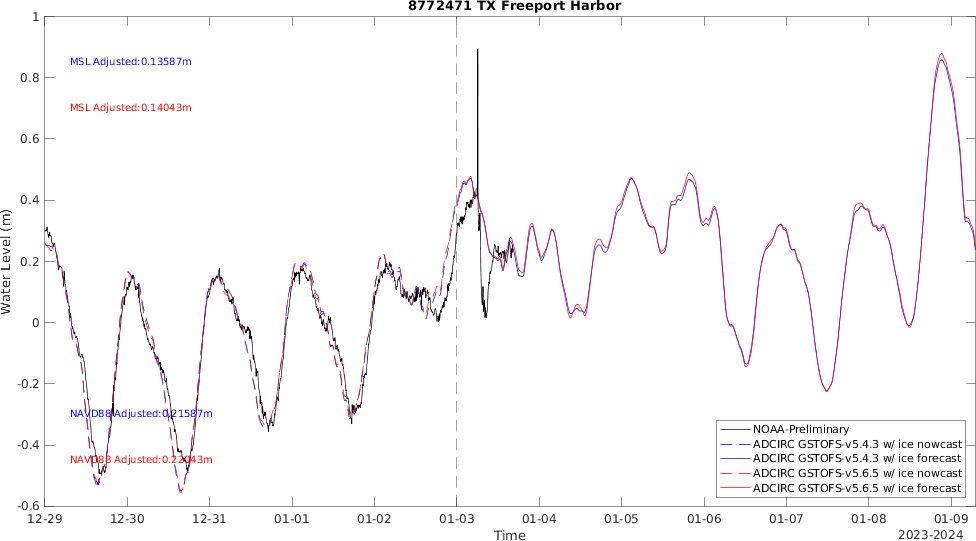 8772471 TX Freeport Harbor
MSL Adjusted:0.13587m
MSL Adjusted:0.14043m
NAVD88 Adjusted:0.21587m
NAVD88 Adjusted:0.22043m
Water Level (m)
1
0.8
0.6
0.4
0.2
0
-0.2
-0.4
-0.6
NOAA-Preliminary
ADCIRC GSTOFS-v5.4.3 w/ ice nowcast
ADCIRC GSTOFS-v5.4.3 w/ ice forecast
ADCIRC GSTOFS-v5.6.5 w/ ice nowcast
ADCIRC GSTOFS-v5.6.5 w/ ice forecast
12-29 12-30 12-31 01-01 01-02 01-03 01-04 01-05 01-06 01-07 01-08 01-09
Time
2023-2024